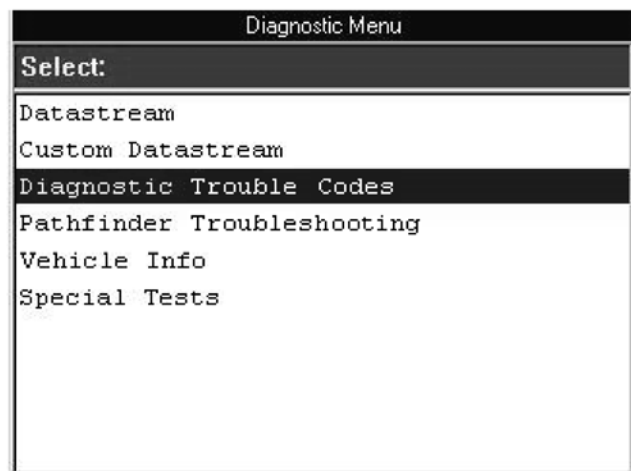 Diagnostic Menu
Select:
Datastream
Custom Datastream
Diagnostic Trouble Codes
Pathfinder Troubleshooting
Vehicle Info
Special Tests